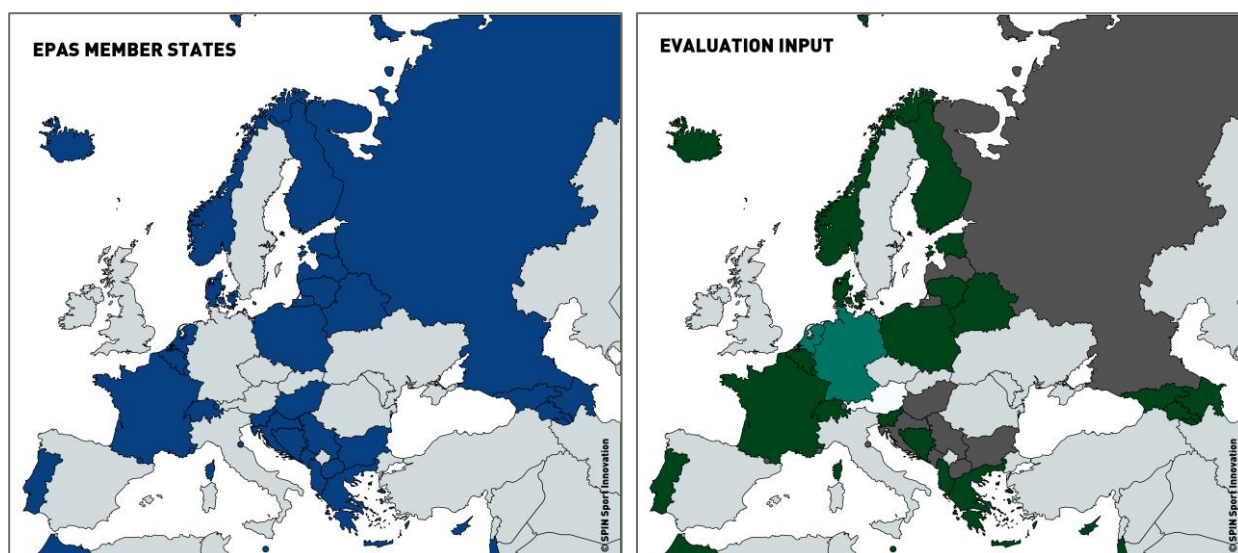 EPAS MEMBER STATES
© SPIN Sport Innovation
EVALUATION INPUT
© SPIN Sport Innovation